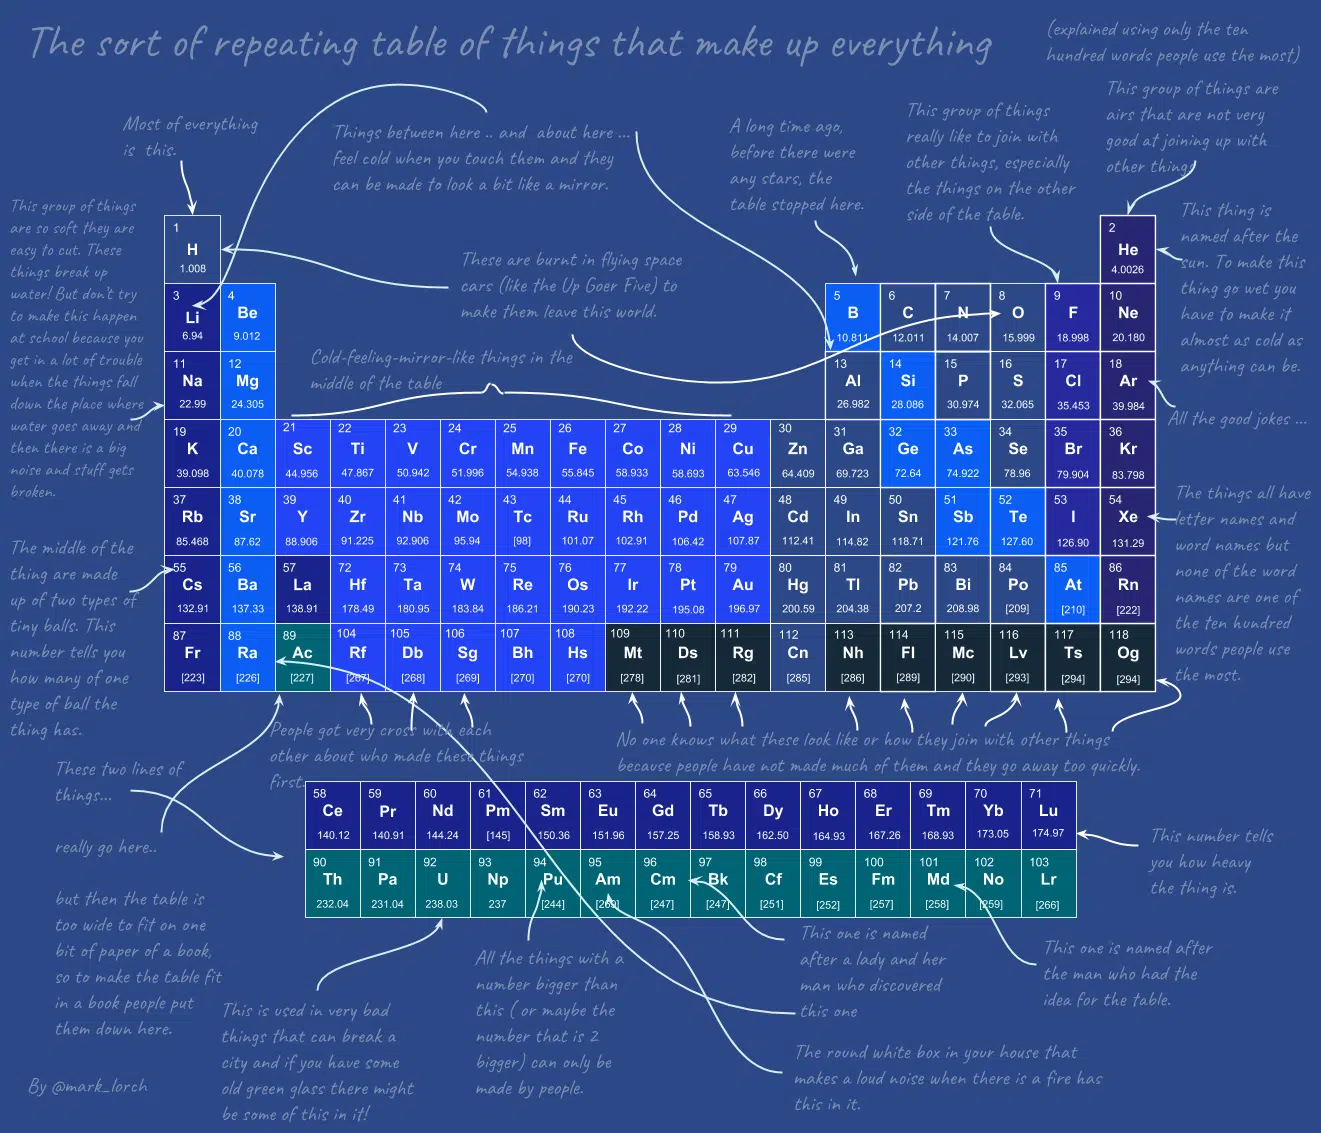 The sort of repeating table of things that make up everything
(explained using only the ten
hundred words people use the most)
Most of everything
is this.
Things between here .. and about here ...
feel cold when you touch them and they
can be made to look a bit like a mirror.
A long time ago,
before there were
any stars, the
table stopped here.
This group of things
really like to join with
other things, especially
the things on the other
side of the table.
This group of things are
airs that are not very
good at joining up with
other things
This group of things
are so soft they are
easy to cut. These
things break up
water! But don't try
to make this happen
at school because you
get in a lot of trouble
when the things fall
down the place where
water goes away and
then there is a big
noise and stuff gets
broken.
These are burnt in flying space
cars (like the Up Goer Five) to
make them leave this world.
This thing is
named after the
sun. To make this
thing go wet you
have to make it
almost as cold as
anything can be.
Cold-feeling-mirror-like things in the
middle of the table
All the good jokes ...
The things all have
letter names and
word names but
none of the word
names are one of
the ten hundred
words people use
the most.
The middle of the
thing are made
up of two types of
tiny balls. This
number tells you
how many of one
type of ball the
thing has.
1 2
H He
1.008 4.0026
3 4 5 6 7 8 9 10
Li Be B C N O F Ne
6.94 9.012 10.811 12.011 14.007 15.999 18.998 20.180
11 12 13 14 15 16 17 18
Na Mg Al Si P S Cl Ar
22.99 24.305 26.982 28.086 30.974 32.065 35.453 39.984
19 20 21 22 23 24 25 26 27 28 29 30 31 32 33 34 35 36
K Ca Sc Ti V Cr Mn Fe Co Ni Cu Zn Ga Ge As Se Br Kr
39.098 40.078 44.956 47.867 50.942 51.996 54.938 55.845 58.933 58.693 63.546 64.409 69.723 72.64 74.922 78.96 79.904 83.798
37 38 39 40 41 42 43 44 45 46 47 48 49 50 51 52 53 54
Rb Sr Y Zr Nb Mo Tc Ru Rh Pd Ag Cd In Sn Sb Te I Xe
85.468 87.62 88.906 91.225 92.906 95.94 [98] 101.07 102.91 106.42 107.87 112.41 114.82 118.71 121.76 127.60 126.90 131.29
55 56 57 72 73 74 75 76 77 78 79 80 81 82 83 84 85 86
Cs Ba La Hf Ta W Re Os Ir Pt Au Hg Tl Pb Bi Po At Rn
132.91 137.33 138.91 178.49 180.95 183.84 186.21 190.23 192.22 195.08 196.97 200.59 204.38 207.2 208.98 [209] [210] [222]
87 88 89 104 105 106 107 108 109 110 111 112 113 114 115 116 117 118
Fr Ra Ac Rf Db Sg Bh Hs Mt Ds Rg Cn Nh Fl Mc Lv Ts Og
[223] [226] [227] [267] [268] [269] [270] [270] [278] [281] [282] [285] [286] [289] [290] [293] [294] [294]
People got very cross with each
other about who made these things
first.
No one knows what these look like or how they join with other things
because people have not made much of them and they go away too quickly.
These two lines of
things...
really go here..
but then the table is
too wide to fit on one
bit of paper of a book,
so to make the table fit
in a book people put
them down here.
58 59 60 61 62 63 64 65 66 67 68 69 70 71
Ce Pr Nd Pm Sm Eu Gd Tb Dy Ho Er Tm Yb Lu
140.12 140.91 144.24 [145] 150.36 151.96 157.25 158.93 162.50 164.93 167.26 168.93 173.05 174.97
90 91 92 93 94 95 96 97 98 99 100 101 102 103
Th Pa U Np Pu Am Cm Bk Cf Es Fm Md No Lr
232.04 231.04 238.03 237 [244] [247] [247] [251] [252] [257] [258] [259] [266]
This number tells
you how heavy
the thing is.
This is used in very bad
things that can break a
city and if you have some
old green glass there might
be some of this in it!
All the things with a
number bigger than
this ( or maybe the
number that is 2
bigger) can only be
made by people.
This one is named
after a lady and her
man who discovered
this one
This one is named after
the man who had the
idea for the table.
The round white box in your house that
makes a loud noise when there is a fire has
this in it.
By @mark_lorch